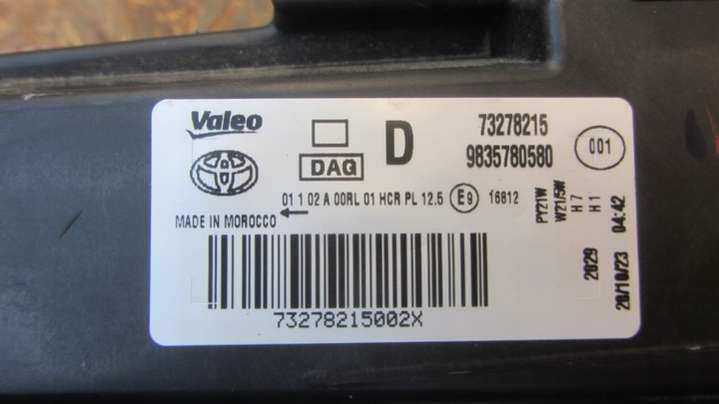 Valeo
DAG
D
73278215
9835780580
001
01 1 02 A 00RL 01 HCR PL 12.5 E9 16812
MADE IN MOROCCO
73278215002X
PY21W
W21/5W
H7
H1
2029
20/10/23 04:42